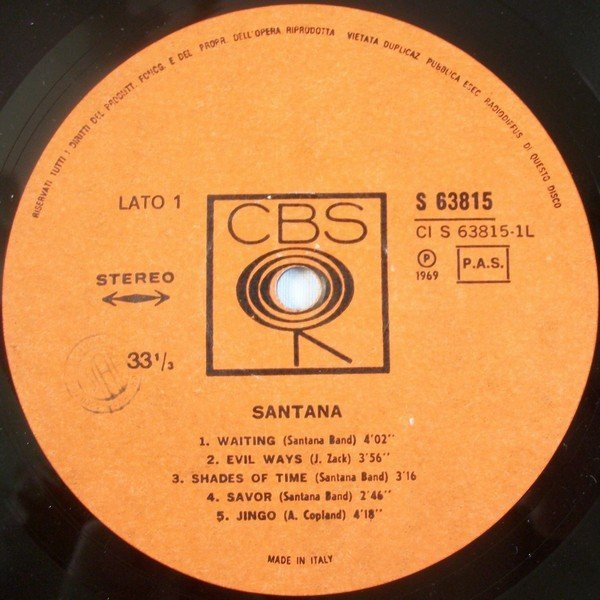 RISERVATI TUTTI I DIRITTI DEL PRODUTT. FONOG. E DEL PROPR. DELL'OPERA RIPRODOTTA VIETATA DUPLICAZ. PUBBLICA ESEC. RADIODIFFUS. DI QUESTO DISCO
LATO 1
CBS
S 63815
CI S 63815-1L
STEREO
P 1969
P.A.S.
33 1/3
SANTANA
1. WAITING (Santana Band) 4'02''
2. EVIL WAYS (J. Zack) 3'56''
3. SHADES OF TIME (Santana Band) 3'16
4. SAVOR (Santana Band) 2'46''
5. JINGO (A. Copland) 4'18''
MADE IN ITALY